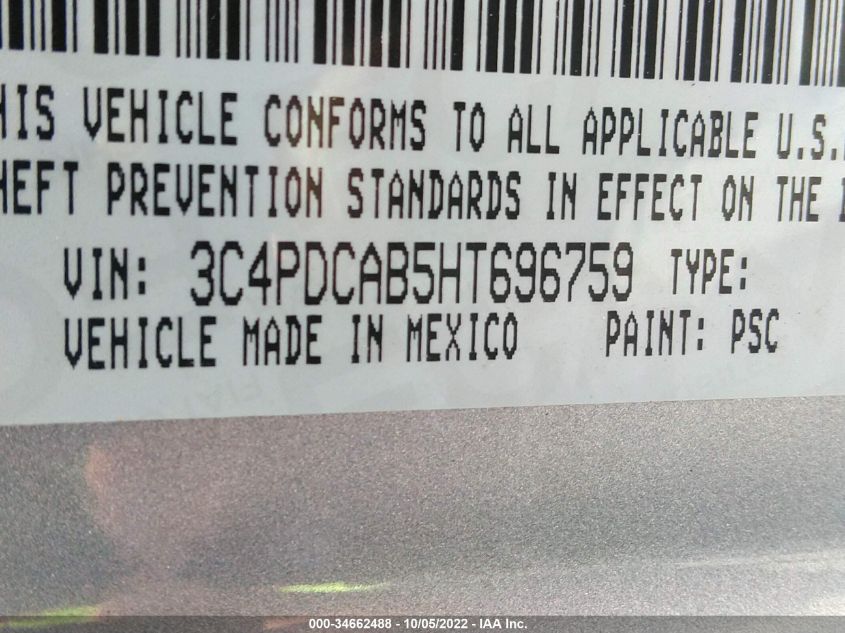 HIS VEHICLE CONFORMS TO ALL APPLICABLE U.S.
HEFT PREVENTION STANDARDS IN EFFECT ON THE
VIN: 3C4PDCAB5HT696759 TYPE:
VEHICLE MADE IN MEXICO PAINT: PSC
000-34662488 - 10/05/2022 - IAA Inc.